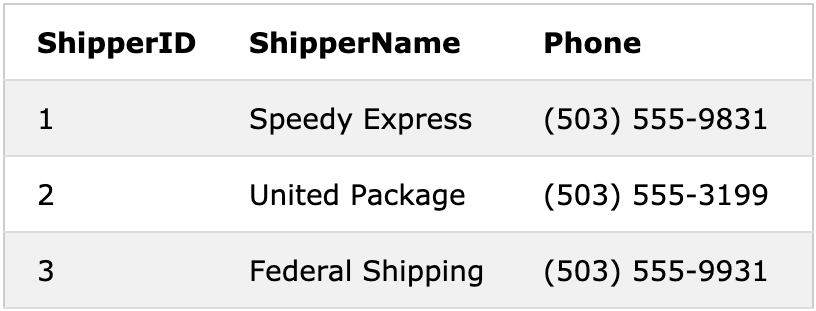 ShipperID ShipperName Phone
1 Speedy Express (503) 555-9831
2 United Package (503) 555-3199
3 Federal Shipping (503) 555-9931